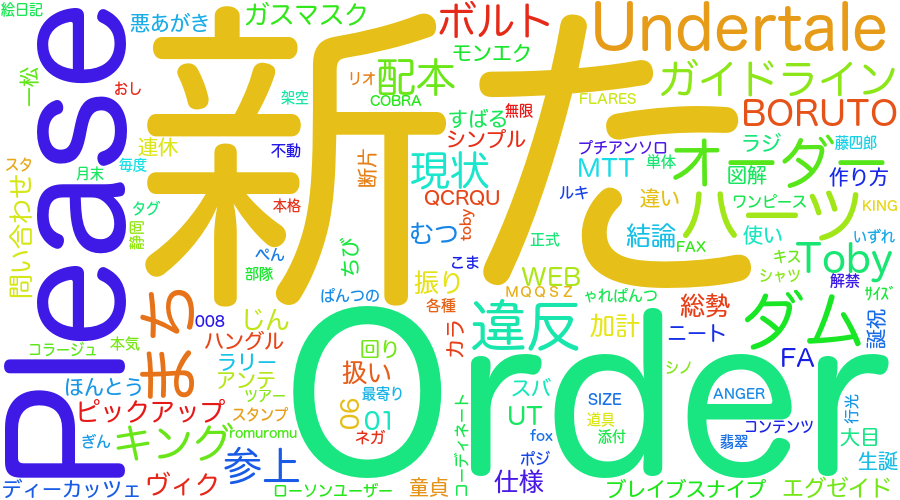 絵日記
悪あがき
ガスマスク
ボルト
Undertale
Please
新た
モンエク
一松
おし
リオ
架空
配本
ガイドライン
COBRA
FLARES
すばる
無限
BORUTO
スタ
毎度
連休
不動
シンプル
月末
断片
現状
プチアンソロ
ラジ
藤四郎
オーダー
MTT
単体
図解
作り方
問い合わせ
タグ
本格
QCRQU
違い
ワンピース
KING
ルキ
ハーツ
静岡
toby
むつ
結論
使い
いずれ
正式
FAX
Toby
ぺん
ちび
こま
キス
部隊
振り
WEB
シャツ
解禁
ぱんつの
各種
MQQSZ
ゃれぱんつ
サイズ
まち
008
じん
Order
カラ
違反
加計
総勢
ニート
ダム
誕祝
コラージュ
本気
ハングル
ラリー
回り
FA
ほんとう
アンテ
ツアー
扱い
シノ
最寄り
スバ
SIZE
ANGER
ピックアップ
スタンプ
06
01
UT
道具
行光
ぎん
キング
romuromu
ネガ
コーディネート
fox
添付
翡翠
コンテンツ
大目
参上
ポジ
生誕
ディーカッツェ
ヴィク
ローソンユーザー
童貞
仕様
ブレイブスナイプ
エグゼイド